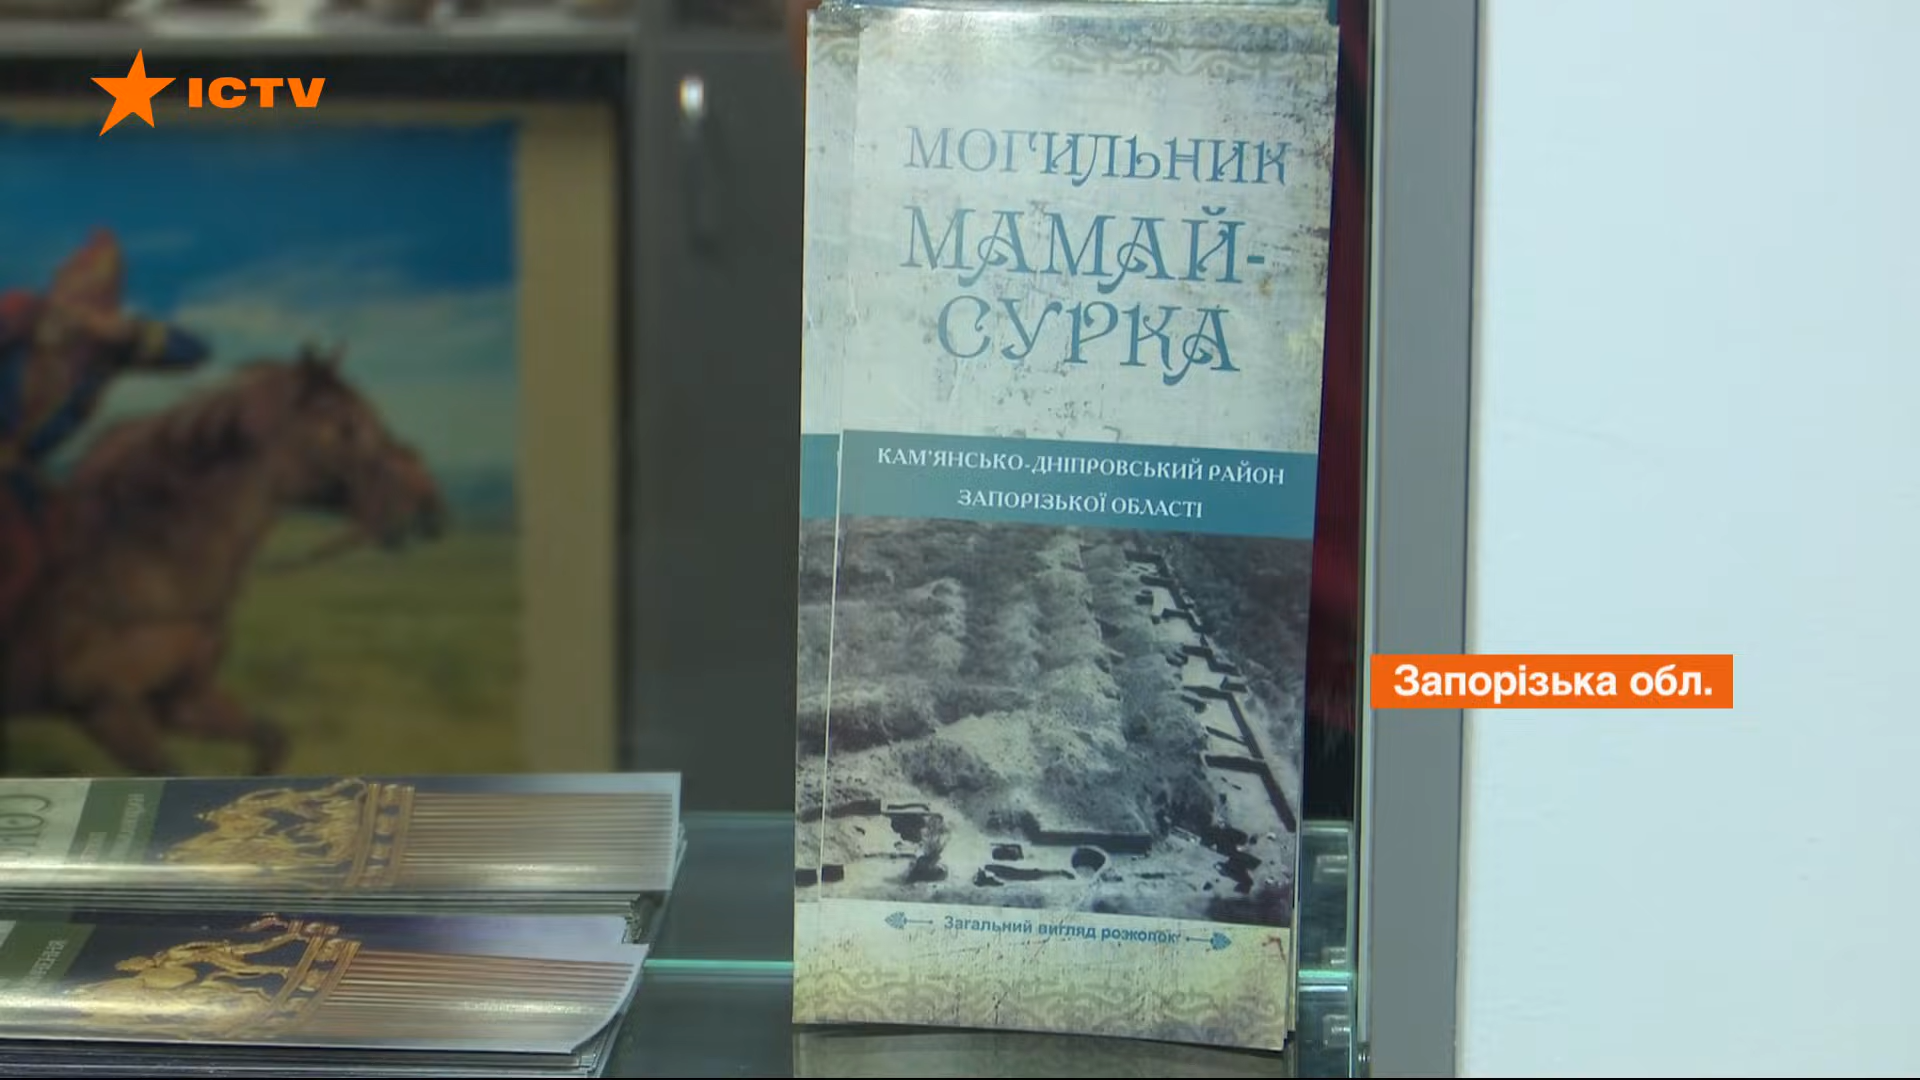 ICTV
МОГИЛЬНИК
МАМАЙ-
СУРКА
КАМ'ЯНСЬКО-ДНІПРОВСЬКИЙ РАЙОН
ЗАПОРІЗЬКОЇ ОБЛАСТІ
Загальний вигляд розкопок
Запорізька обл.